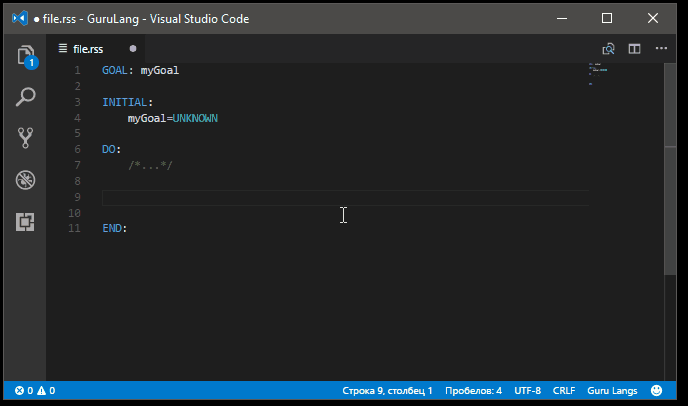 ● file.rss - GuruLang - Visual Studio Code
file.rss
1 GOAL: myGoal
2
3 INITIAL:
4 myGoal=UNKNOWN
5
6 DO:
7 /*...*/
8
9
10
11 END:
1
0 0 Строка 9, столбец 1 Пробелов: 4 UTF-8 CRLF Guru Langs